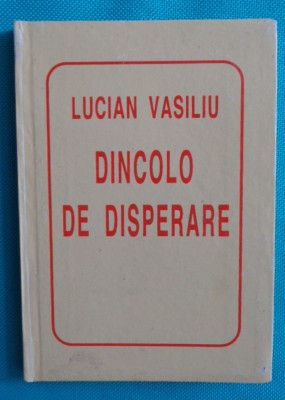 LUCIAN VASILIU
DINCOLO
DE DISPERARE